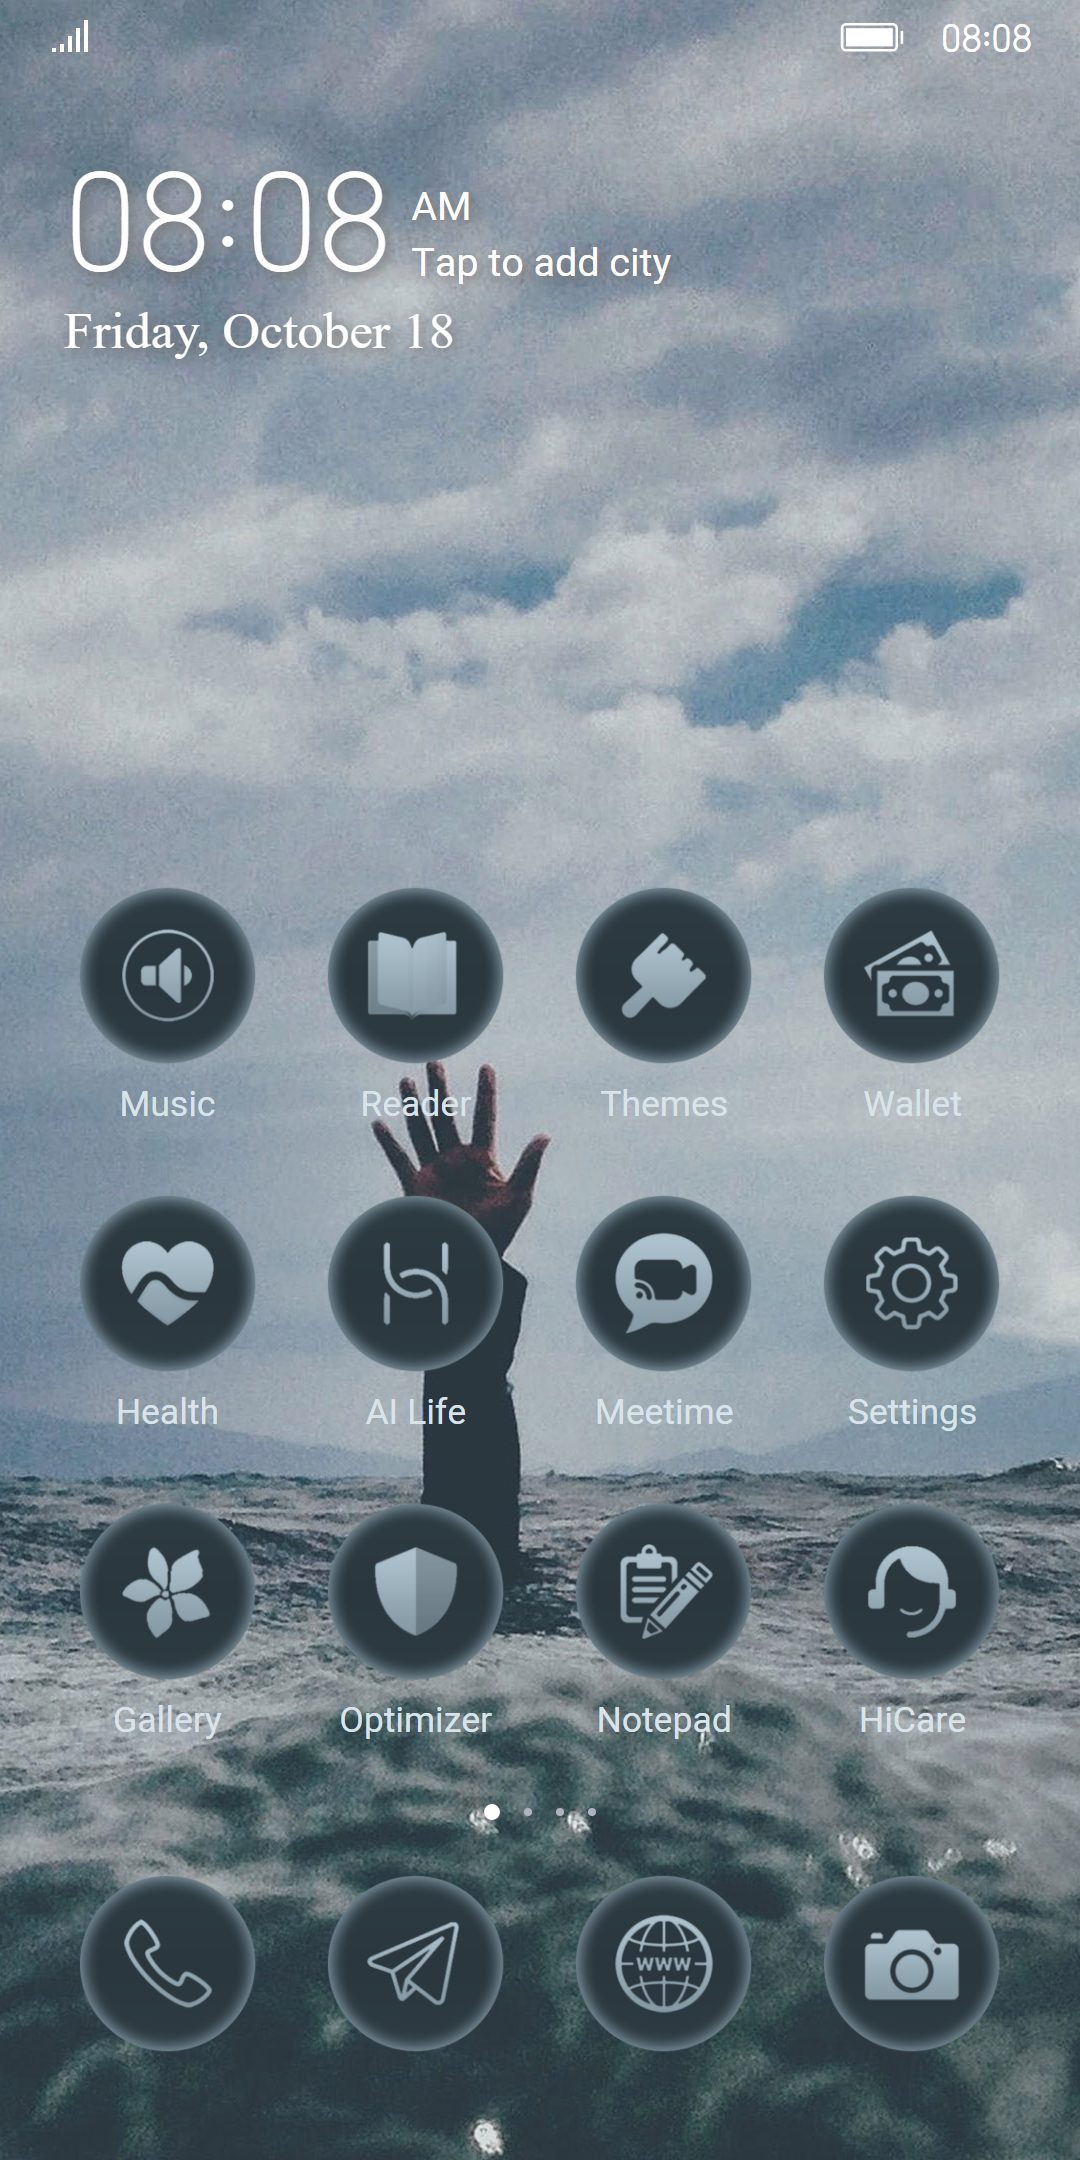 08:08
08:08 AM
Tap to add city
Friday, October 18
Music Reader Themes Wallet
Health AI Life Meetime Settings
Gallery Optimizer Notepad HiCare
www